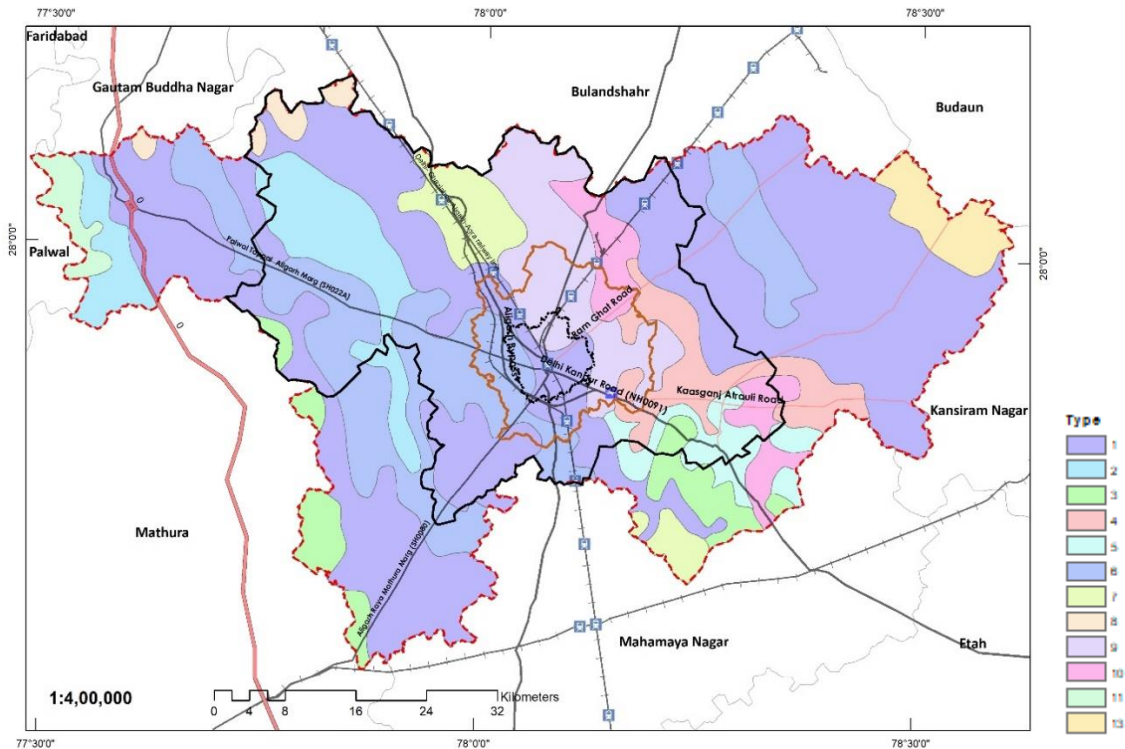 77°30'0"
78°0'0"
78°30'0"
Faridabad
Gautam Buddha Nagar
Bulandshahr
Budaun
28°0'0"
Palwal
28°0'0"
Palwal Tappal Aligarh Marg (SH022A)
Ram Ghat Road
Aligarh Bypass
Delhi Kanpur Road (NH0091)
Kaasganj Atrauli Road
Kansiram Nagar
Mathura
Aligarh Raya Mathura Marg (SH0080)
Mahamaya Nagar
Etah
1:4,00,000
Kilometers
0 4 8 16 24 32
77°30'0"
78°0'0"
78°30'0"
Type
1
2
3
4
5
6
7
8
9
10
11
13